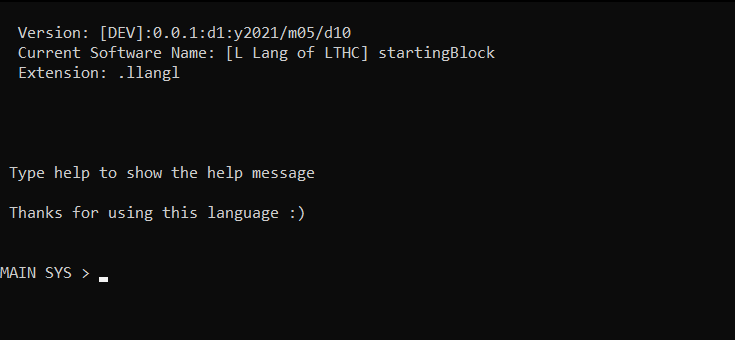 Version: [DEV]:0.0.1:d1:y2021/m05/d10
Current Software Name: [L Lang of LTHC] startingBlock
Extension: .llangl
Type help to show the help message
Thanks for using this language :)
MAIN SYS >